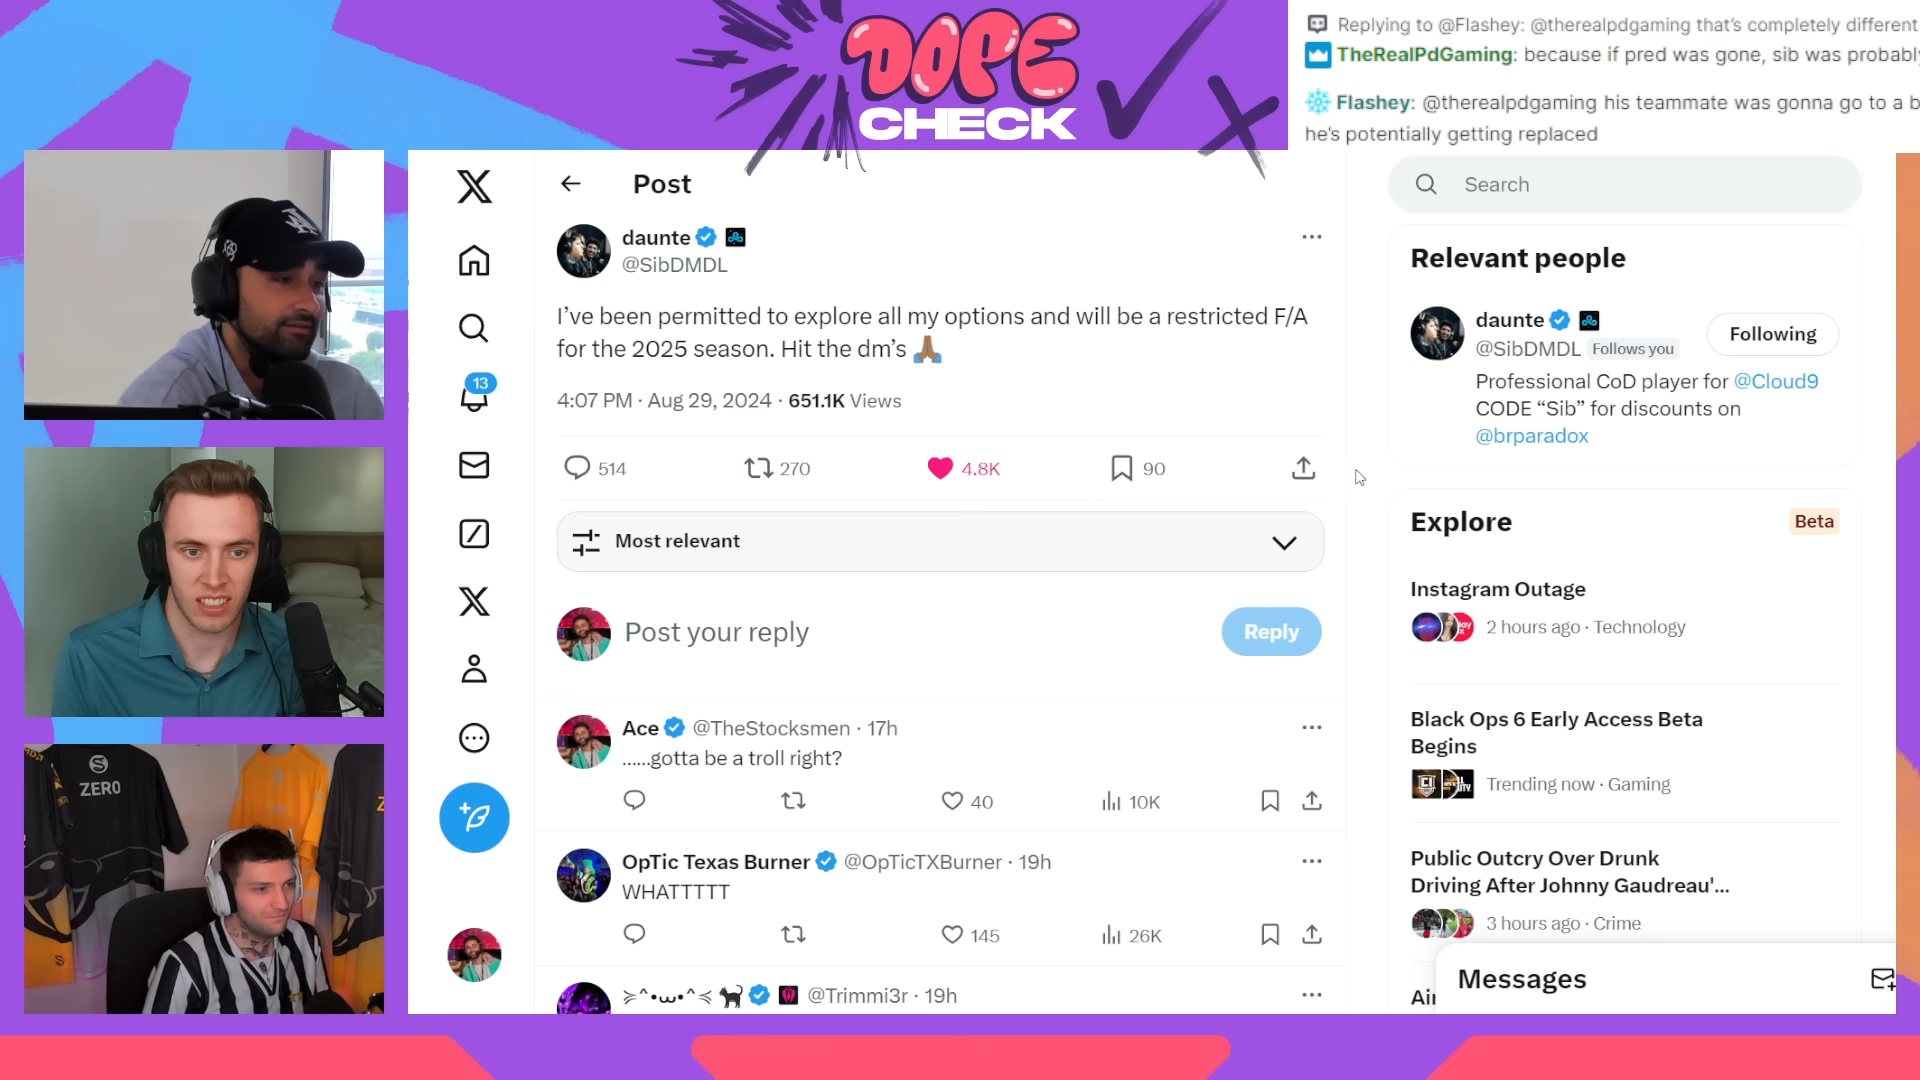 DOPE
CHECK
Replying to @Flashey: @therealpdgaming that's completely different
TheRealPdGaming: because if pred was gone, sib was probably
Flashey: @therealpdgaming his teammate was gonna go to a b
he's potentially getting replaced
Post
Search
daunte
@SibDMDL
I've been permitted to explore all my options and will be a restricted F/A
for the 2025 season. Hit the dm's 🙏🏽
4:07 PM · Aug 29, 2024 · 651.1K Views
514
270
4.8K
90
Most relevant
Post your reply
Reply
Ace @TheStocksmen · 17h
......gotta be a troll right?
40
10K
OpTic Texas Burner @OpTicTXBurner · 19h
WHATTTTT
145
26K
≽^•⩊•^≼ 🐈‍⬛ @Trimmi3r · 19h
13
Relevant people
daunte
Following
@SibDMDL Follows you
Professional CoD player for @Cloud9
CODE “Sib” for discounts on
@brparadox
Explore
Beta
Instagram Outage
2 hours ago · Technology
Black Ops 6 Early Access Beta
Begins
Trending now · Gaming
Public Outcry Over Drunk
Driving After Johnny Gaudreau'...
3 hours ago · Crime
Messages
ZERO